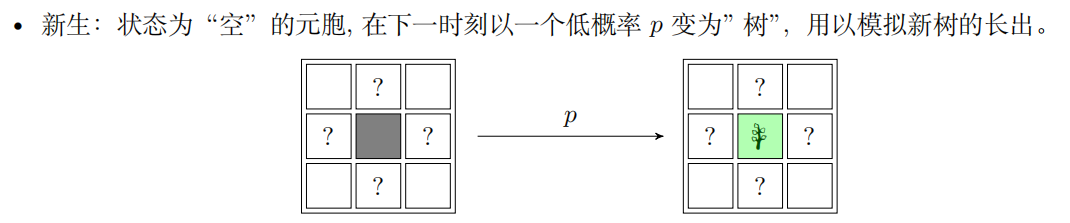 • 新生：状态为“空”的元胞, 在下一时刻以一个低概率 p 变为” 树”，用以模拟新树的长出。
? ?
p
? ? ? ?
? ?